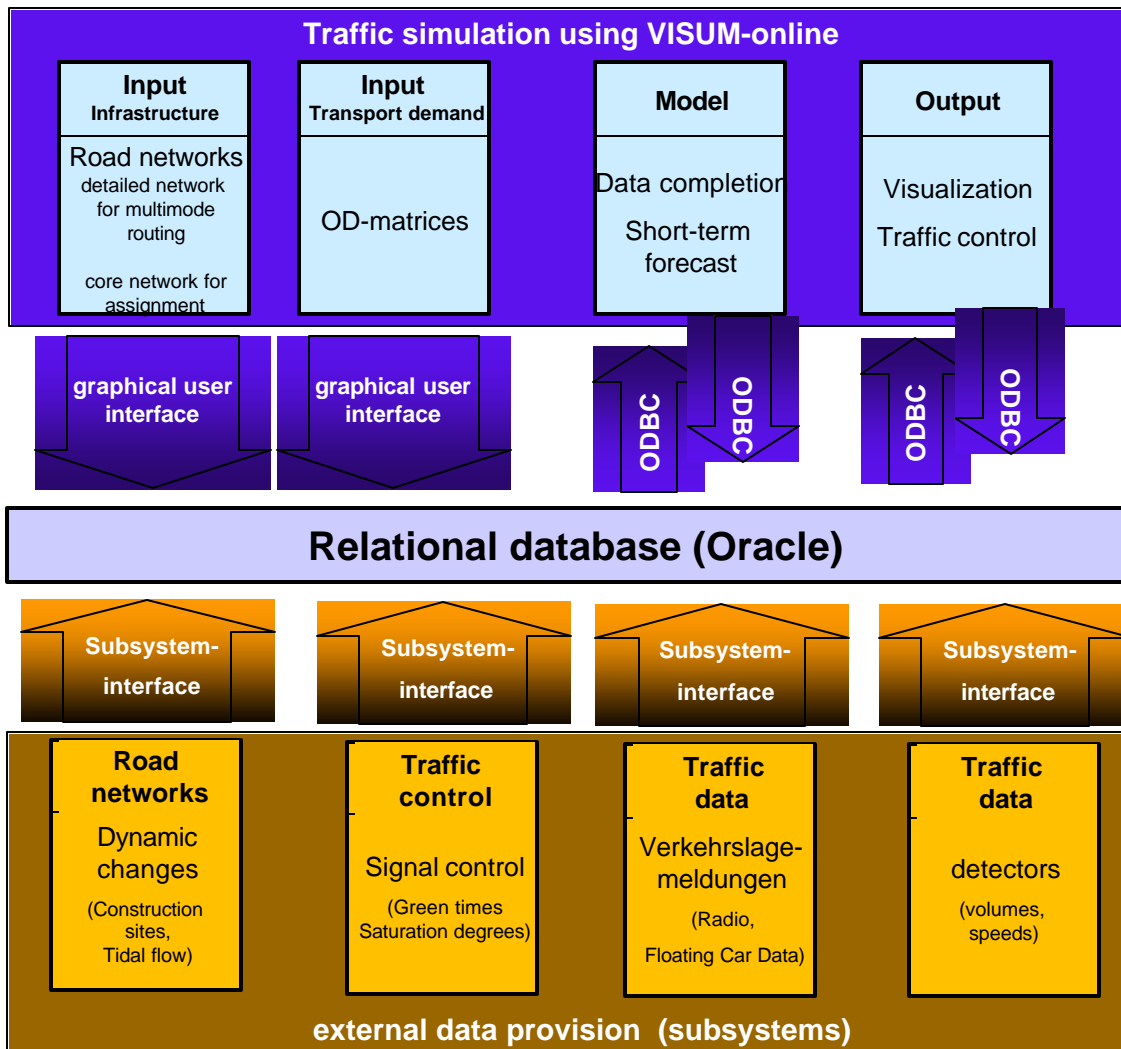 Traffic simulation using VISUM-online
Input
Infrastructure
Road networks
detailed network
for multimode
routing
core network for
assignment
Input
Transport demand
OD-matrices
Model
Data completion
Short-term
forecast
Output
Visualization
Traffic control
graphical user
interface
graphical user
interface
ODBC
ODBC
ODBC
ODBC
Relational database (Oracle)
Subsystem-
interface
Subsystem-
interface
Subsystem-
interface
Subsystem-
interface
Road
networks
Dynamic
changes
(Construction
sites,
Tidal flow)
Traffic
control
Signal control
(Green times
Saturation degrees)
Traffic
data
Verkehrslage-
meldungen
(Radio,
Floating Car Data)
Traffic
data
detectors
(volumes,
speeds)
external data provision (subsystems)